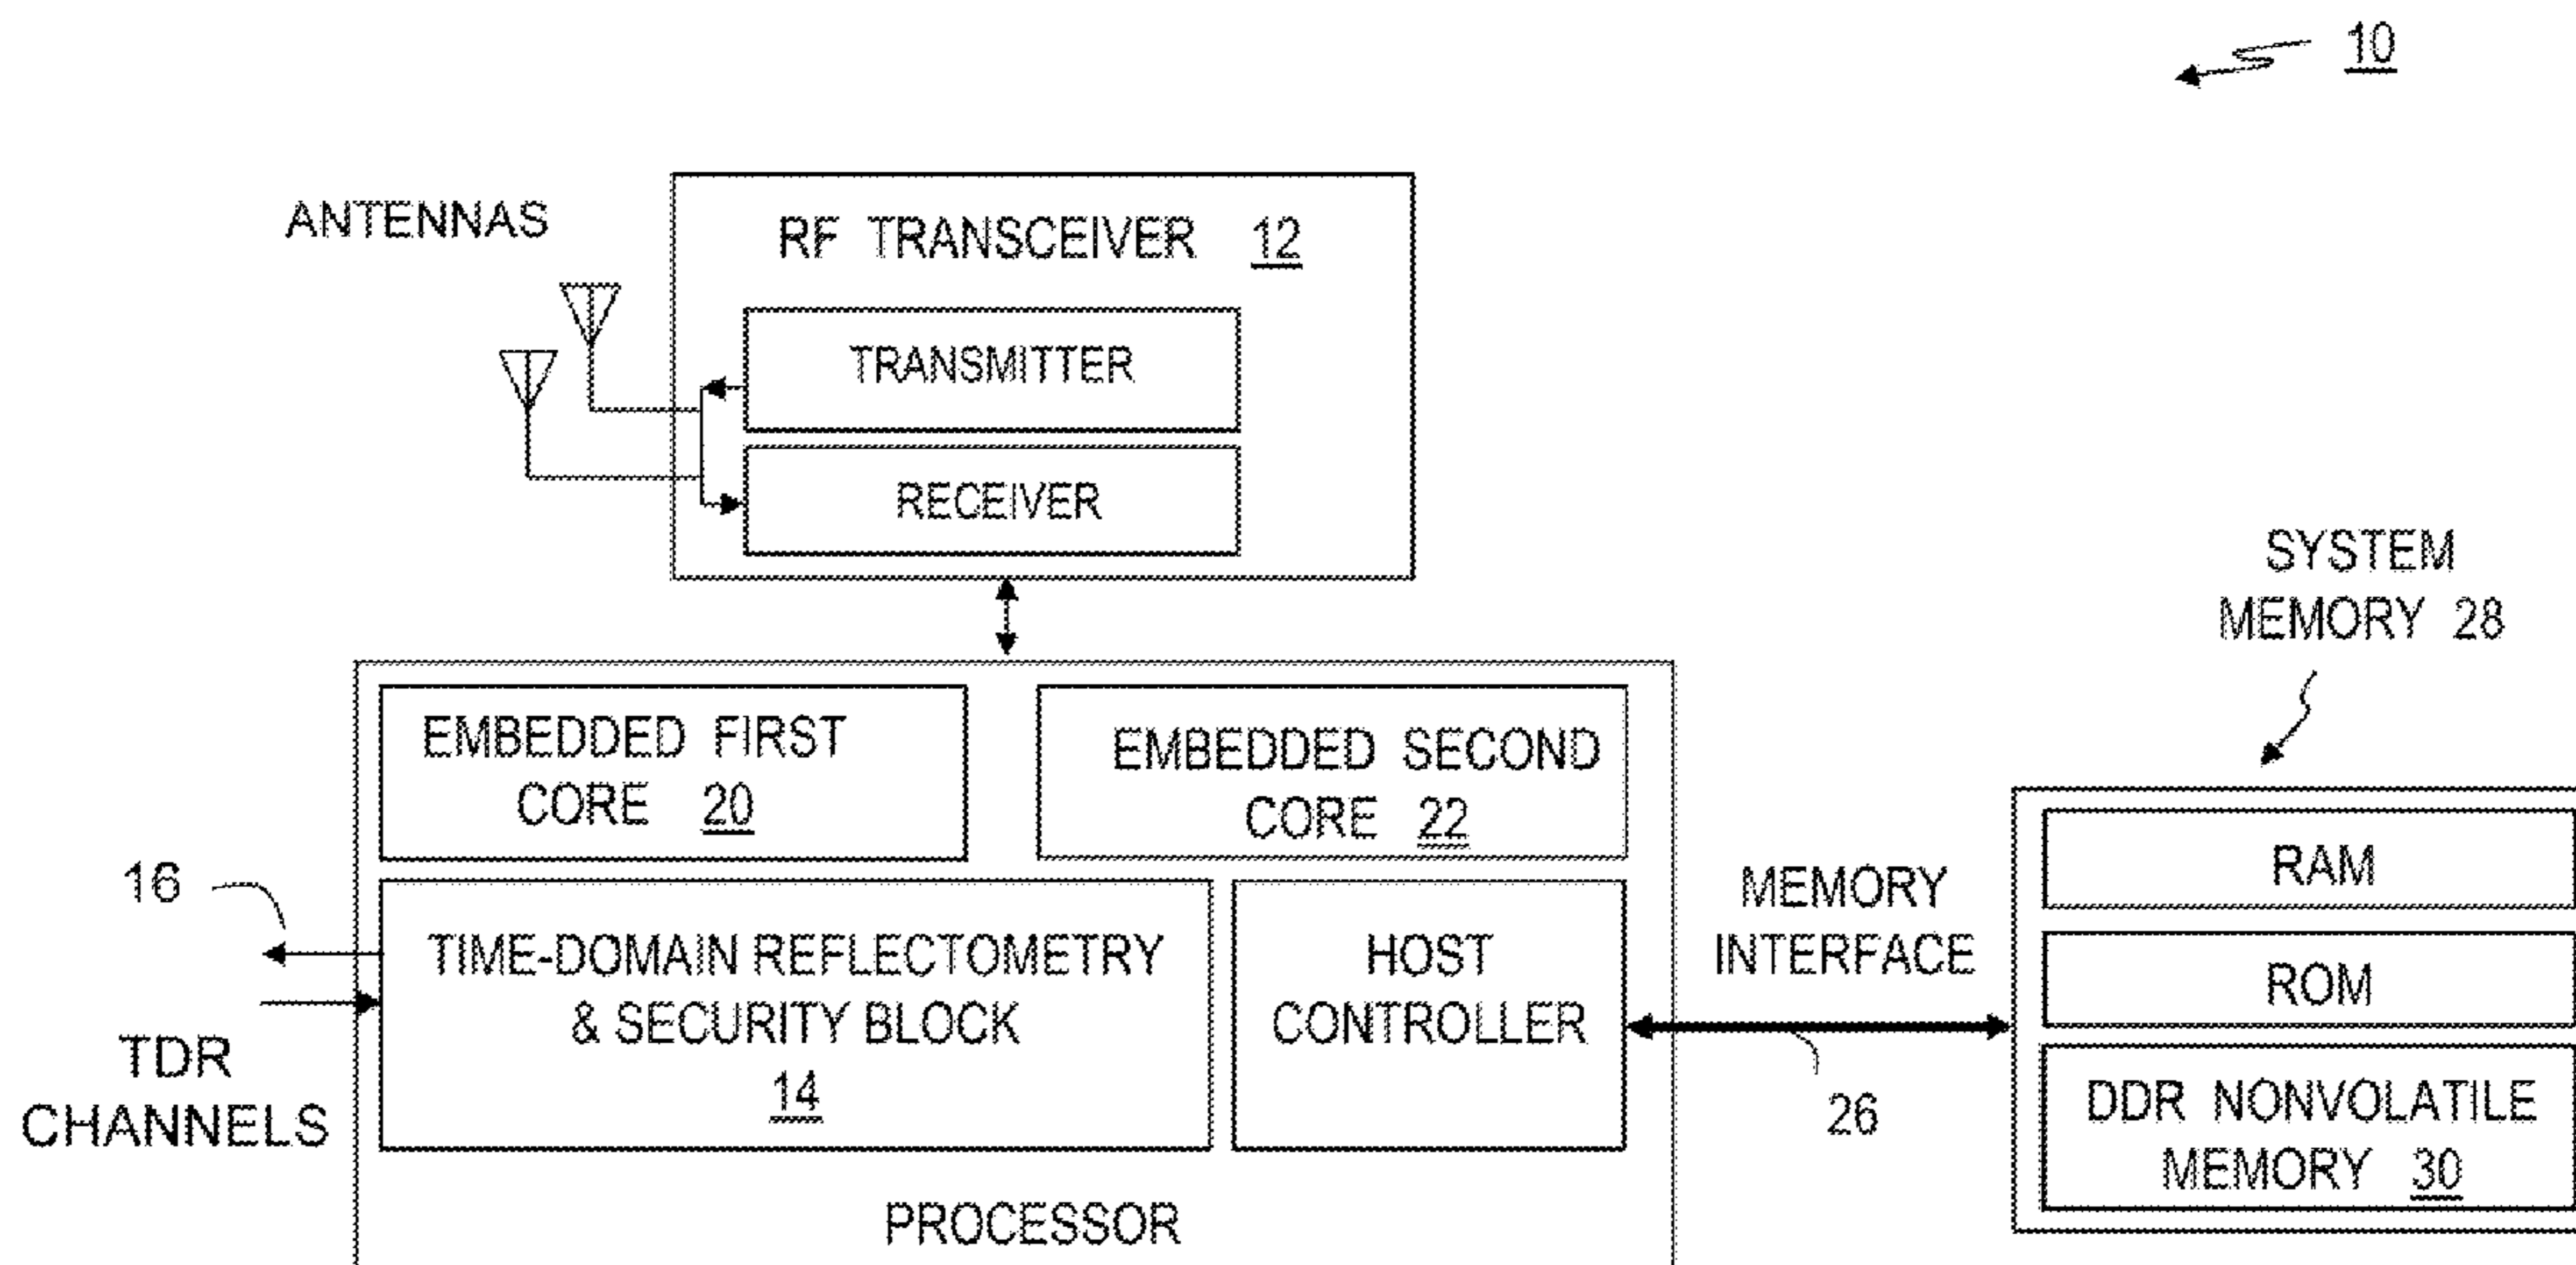 10
ANTENNAS
RF TRANSCEIVER 12
TRANSMITTER
RECEIVER
SYSTEM
MEMORY 28
EMBEDDED FIRST
CORE 20
EMBEDDED SECOND
CORE 22
16
TDR
CHANNELS
TIME-DOMAIN REFLECTOMETRY
& SECURITY BLOCK
14
HOST
CONTROLLER
MEMORY
INTERFACE
26
RAM
ROM
DDR NONVOLATILE
MEMORY 30
PROCESSOR